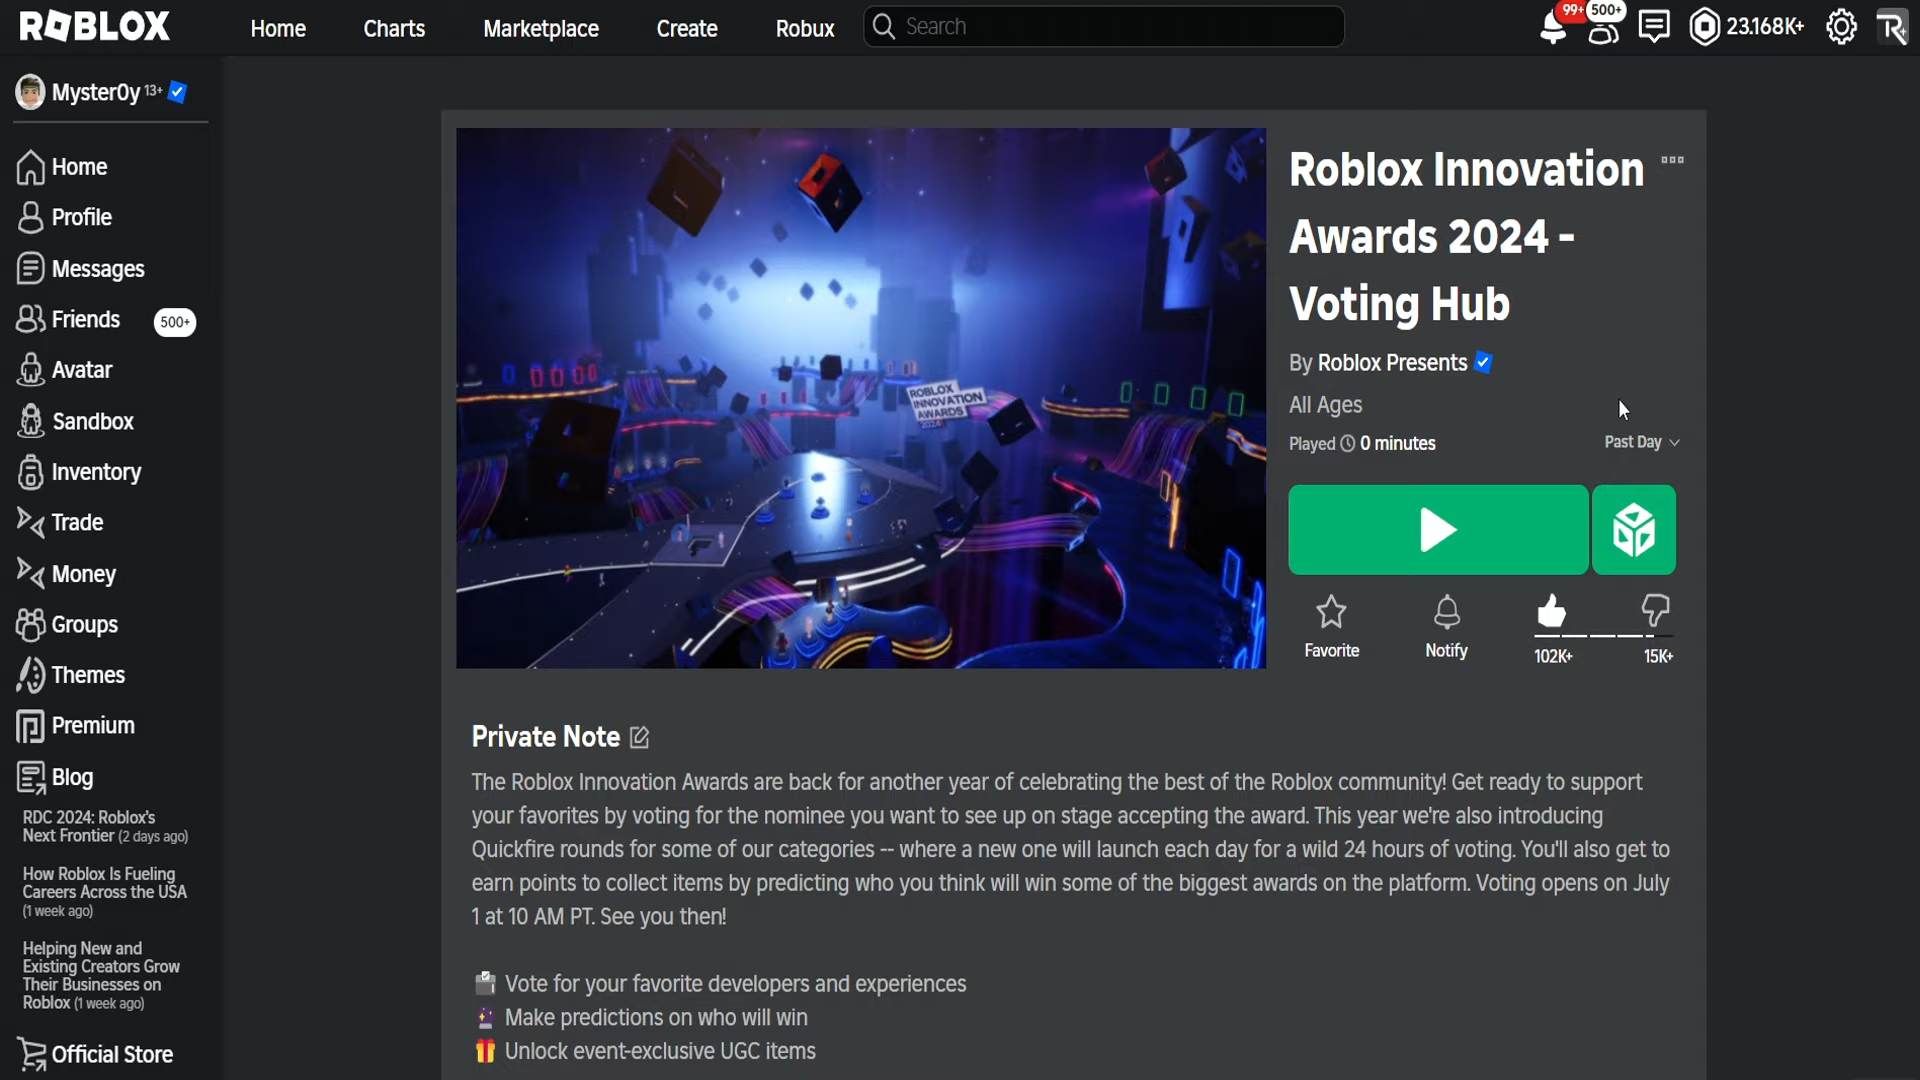 ROBLOX
Home
Charts
Marketplace
Create
Robux
Search
99+
500+
23.168K+
Myster0y 13+
Home
Profile
Messages
Friends
500+
Avatar
Sandbox
Inventory
Trade
Money
Groups
Themes
Premium
Blog
RDC 2024: Roblox's
Next Frontier (2 days ago)
How Roblox Is Fueling
Careers Across the USA
(1 week ago)
Helping New and
Existing Creators Grow
Their Businesses on
Roblox (1 week ago)
Official Store
ROBLOX
INNOVATION
AWARDS
2024
Roblox Innovation
Awards 2024 -
Voting Hub
By Roblox Presents
All Ages
Played 0 minutes
Past Day
Favorite
Notify
102K+
15K+
Private Note
The Roblox Innovation Awards are back for another year of celebrating the best of the Roblox community! Get ready to support
your favorites by voting for the nominee you want to see up on stage accepting the award. This year we're also introducing
Quickfire rounds for some of our categories -- where a new one will launch each day for a wild 24 hours of voting. You'll also get to
earn points to collect items by predicting who you think will win some of the biggest awards on the platform. Voting opens on July
1 at 10 AM PT. See you then!
🗳️ Vote for your favorite developers and experiences
🔮 Make predictions on who will win
🎁 Unlock event-exclusive UGC items